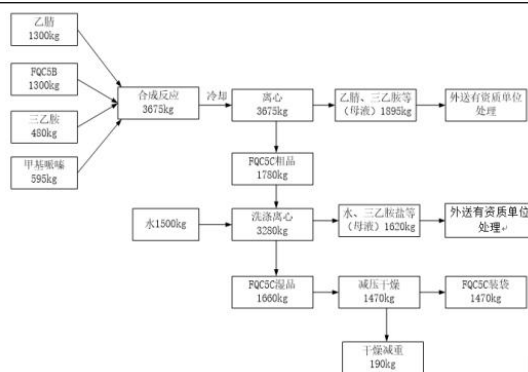 乙腈
1300kg
FQC5B
1300kg
三乙胺
480kg
甲基哌嗪
595kg
合成反应
3675kg
冷却
离心
3675kg
乙腈、三乙胺等
(母液)1895kg
外送有资质单位
处理
FQC5C粗品
1780kg
水1500kg
洗涤离心
3280kg
水、三乙胺盐等
(母液)1620kg
外送有资质单位
处理
FQC5C湿品
1660kg
减压干燥
1470kg
FQC5C装袋
1470kg
干燥减重
190kg